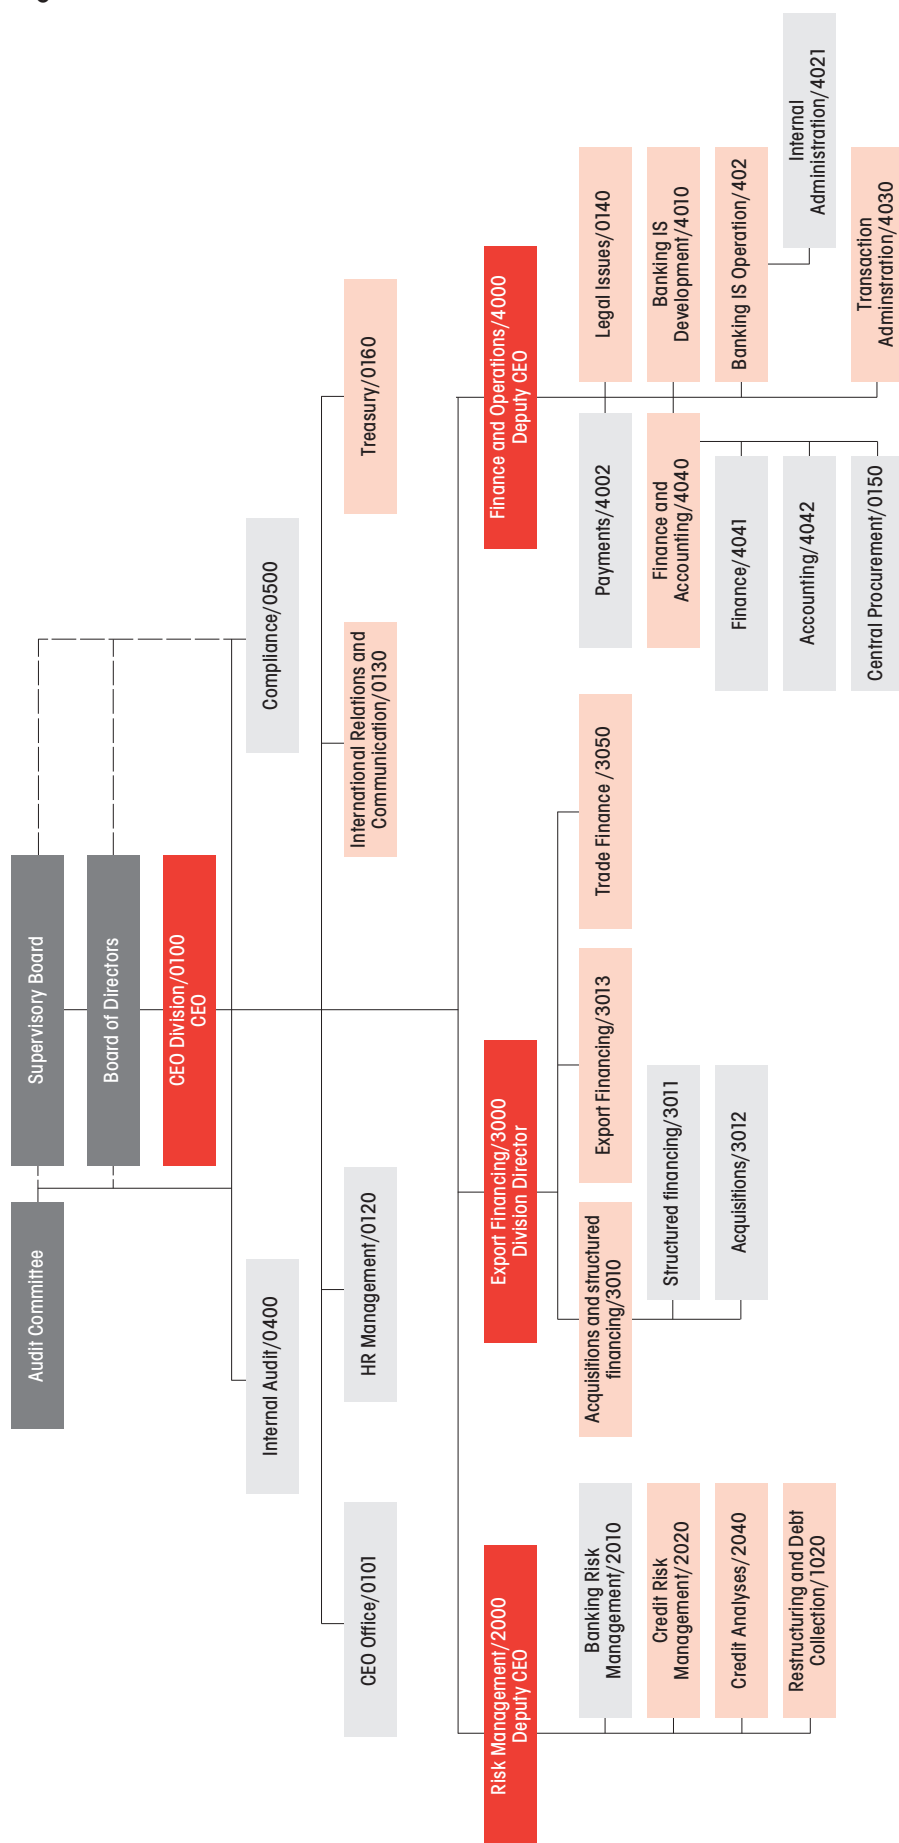 Audit Committee
Supervisory Board
Board of Directors
CEO Division/0100
CEO
Internal Audit/0400
Compliance/0500
CEO Office/0101
HR Management/0120
International Relations and
Communication/0130
Treasury/0160
Risk Management/2000
Deputy CEO
Export Financing/3000
Division Director
Finance and Operations/4000
Deputy CEO
Banking Risk
Management/2010
Credit Risk
Management/2020
Credit Analyses/2040
Restructuring and Debt
Collection/1020
Acquisitions and structured
financing/3010
Export Financing/3013
Trade Finance /3050
Structured financing/3011
Acquisitions/3012
Payments/4002
Legal Issues/0140
Finance and
Accounting/4040
Banking IS
Development/4010
Finance/4041
Banking IS Operation/402
Accounting/4042
Internal
Administration/4021
Central Procurement/0150
Transaction
Adminstration/4030